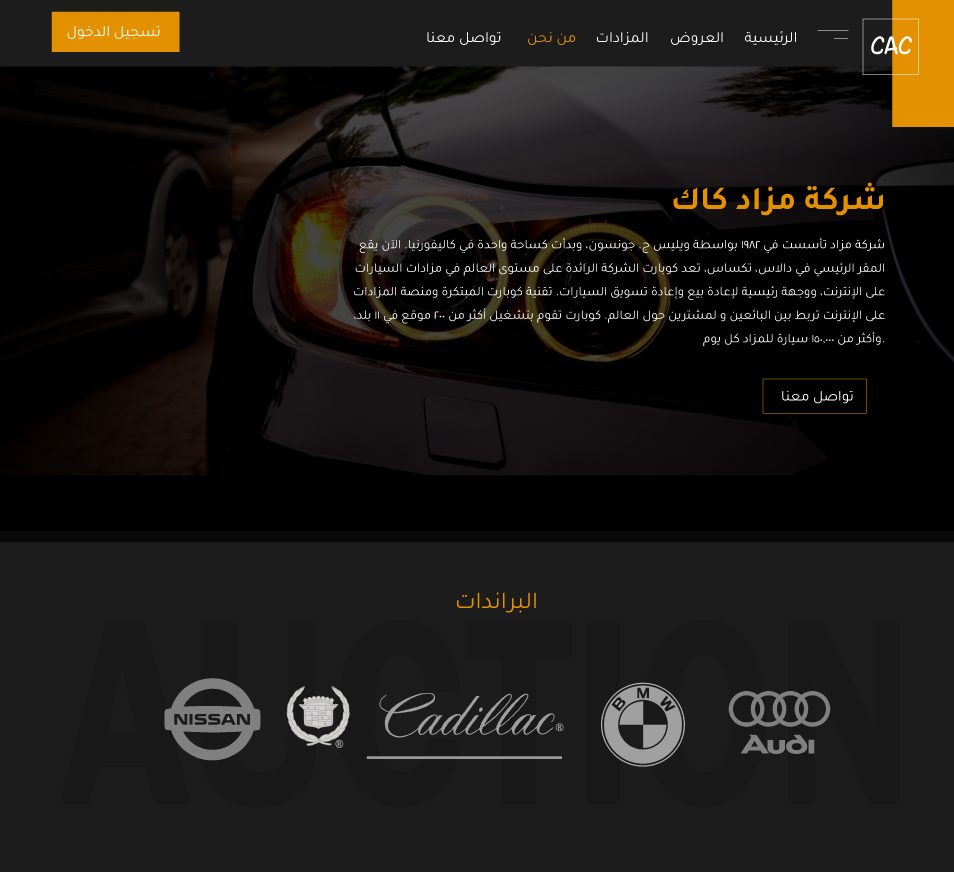 CAC
الرئيسية
العروض
المزادات
من نحن
تواصل معنا
تسجيل الدخول
شركة مزاد كاك
شركة مزاد تأسست في ١٩٨٢ بواسطة ويليس ج. جونسون، وبدأت كساحة واحدة في كاليفورنيا. الآن يقع
المقر الرئيسي في دالاس، تكساس، تعد كوبارت الشركة الرائدة على مستوى العالم في مزادات السيارات
على الإنترنت، ووجهة رئيسية لإعادة بيع وإعادة تسويق السيارات. تقنية كوبارت المبتكرة ومنصة المزادات
على الإنترنت تربط بين البائعين و لمشترين حول العالم. كوبارت تقوم بتشغيل أكثر من ٢٠٠ موقع في ١١ بلد،
.وأكثر من ١٥٠,٠٠٠ سيارة للمزاد كل يوم
تواصل معنا
البراندات
AUCTION
Audi
BMW
Cadillac®
®
NISSAN